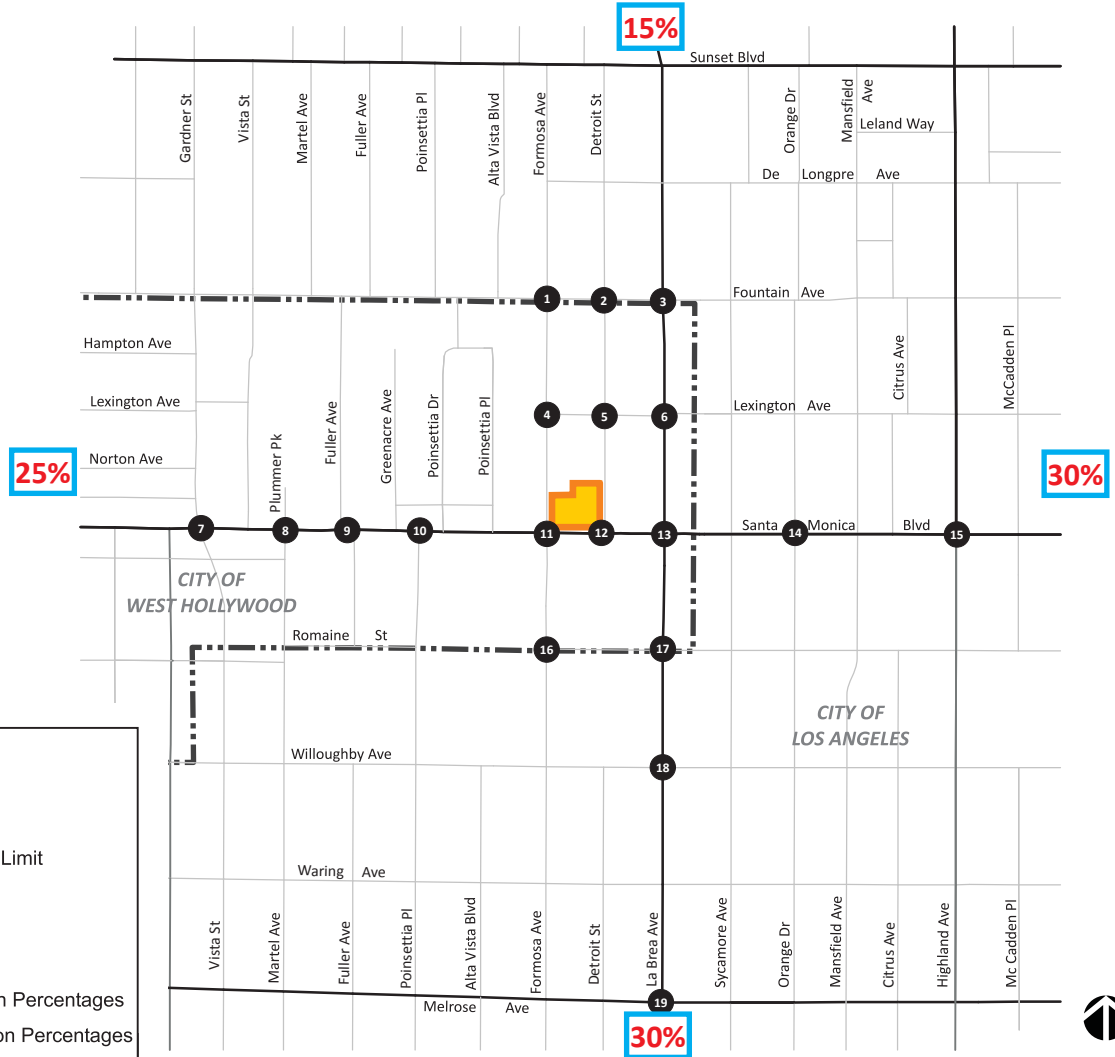 15%
Sunset Blvd
Gardner St
Vista St
Martel Ave
Fuller Ave
Poinsettia Pl
Alta Vista Blvd
Formosa Ave
Detroit St
Orange Dr
Mansfield
Ave
Leland Way
De Longpre Ave
1
2
3
Fountain Ave
Hampton Ave
Lexington Ave
Norton Ave
25%
Plummer Pk
Fuller Ave
Greenacre Ave
Poinsettia Dr
Poinsettia Pl
4
5
6
Lexington Ave
Citrus Ave
McCadden Pl
30%
7
8
9
10
11
12
13
Santa
14
Monica Blvd
15
CITY OF
WEST HOLLYWOOD
Romaine St
16
17
CITY OF
LOS ANGELES
Willoughby Ave
18
Limit
Waring Ave
Vista St
Martel Ave
Fuller Ave
Poinsettia Pl
Alta Vista Blvd
Formosa Ave
Detroit St
La Brea Ave
Sycamore Ave
Orange Dr
Mansfield Ave
Citrus Ave
Highland Ave
Mc Cadden Pl
n Percentages
on Percentages
Melrose Ave
19
30%